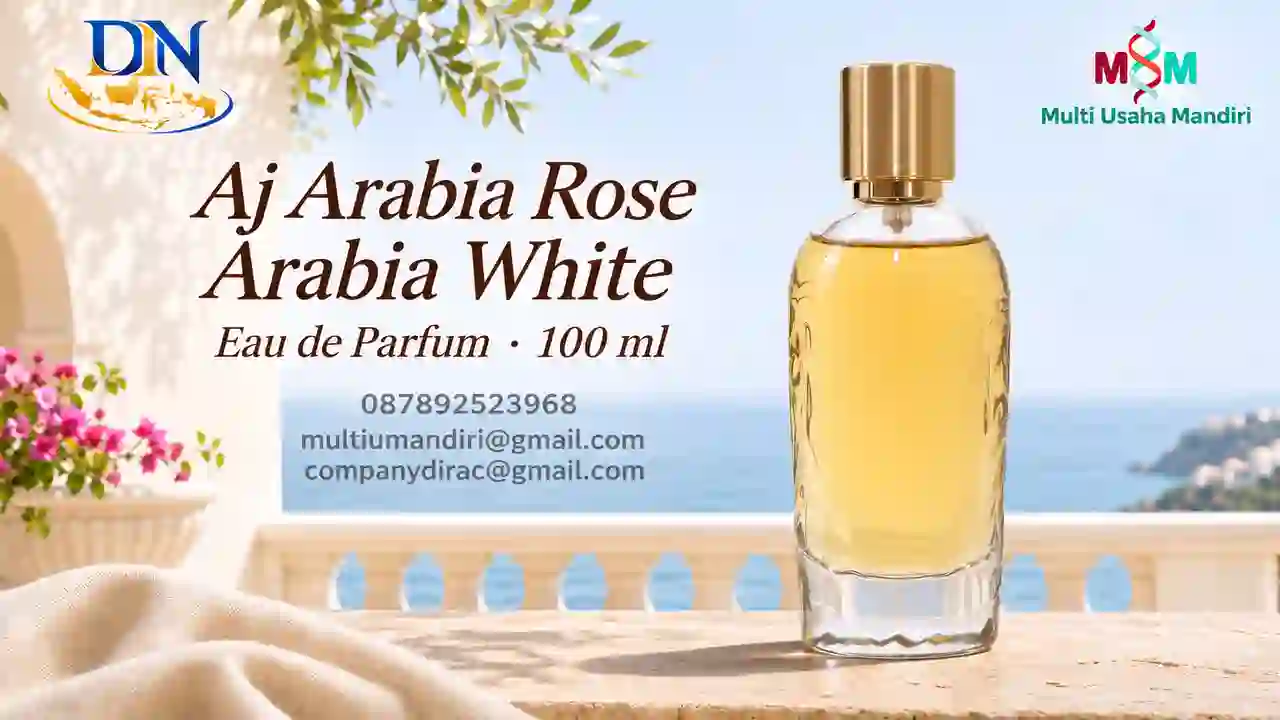 DN
MSM
Multi Usaha Mandiri
Aj Arabia Rose
Arabia White
Eau de Parfum · 100 ml
087892523968
multiumandiri@gmail.com
companydirac@gmail.com